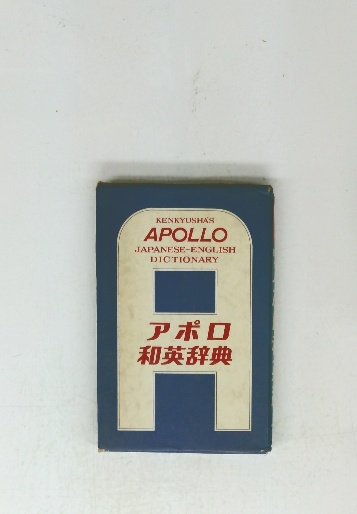 KENKYUSHA'S
APOLLO
JAPANESE-ENGLISH
DICTIONARY
アポロ
和英辞典